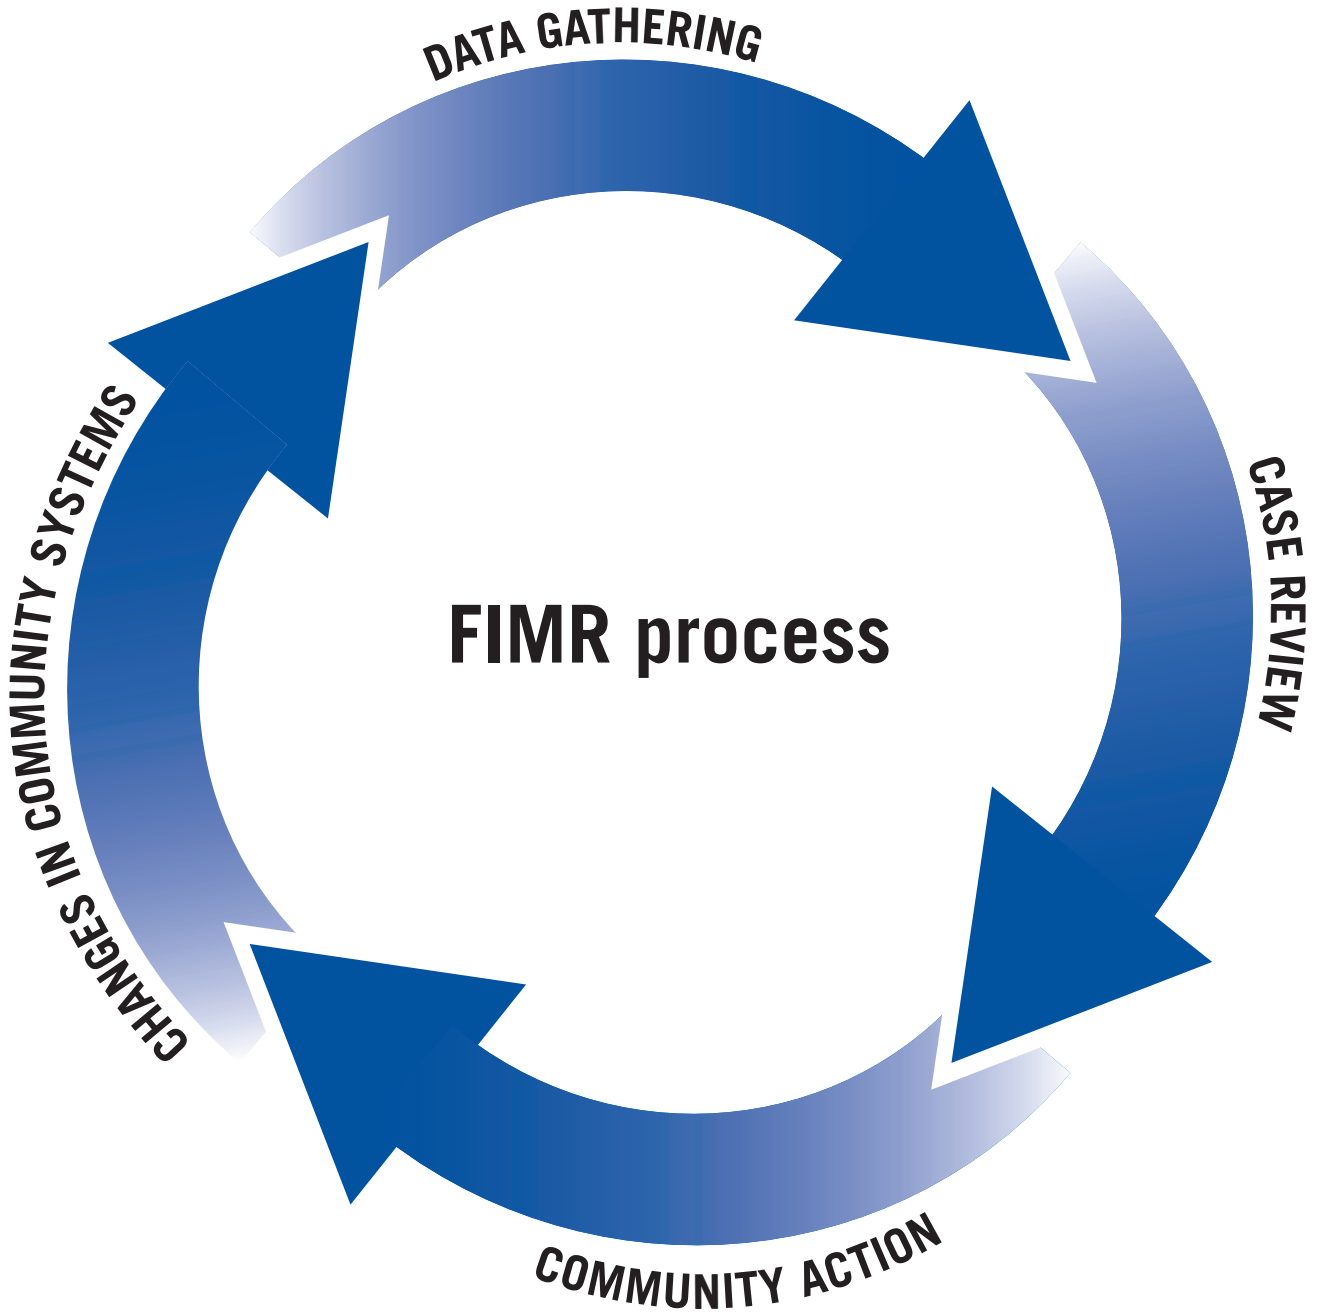 DATA GATHERING
CASE REVIEW
COMMUNITY ACTION
CHANGES IN COMMUNITY SYSTEMS
FIMR process